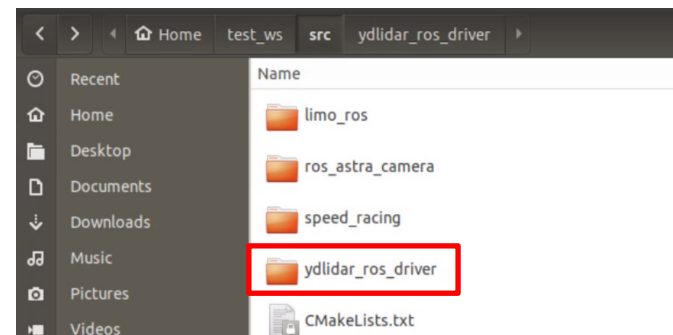 Home test_ws src ydlidar_ros_driver
Recent
Home
Desktop
Documents
Downloads
Music
Pictures
Videos
Name
limo_ros
ros_astra_camera
speed_racing
ydlidar_ros_driver
CMakeLists.txt